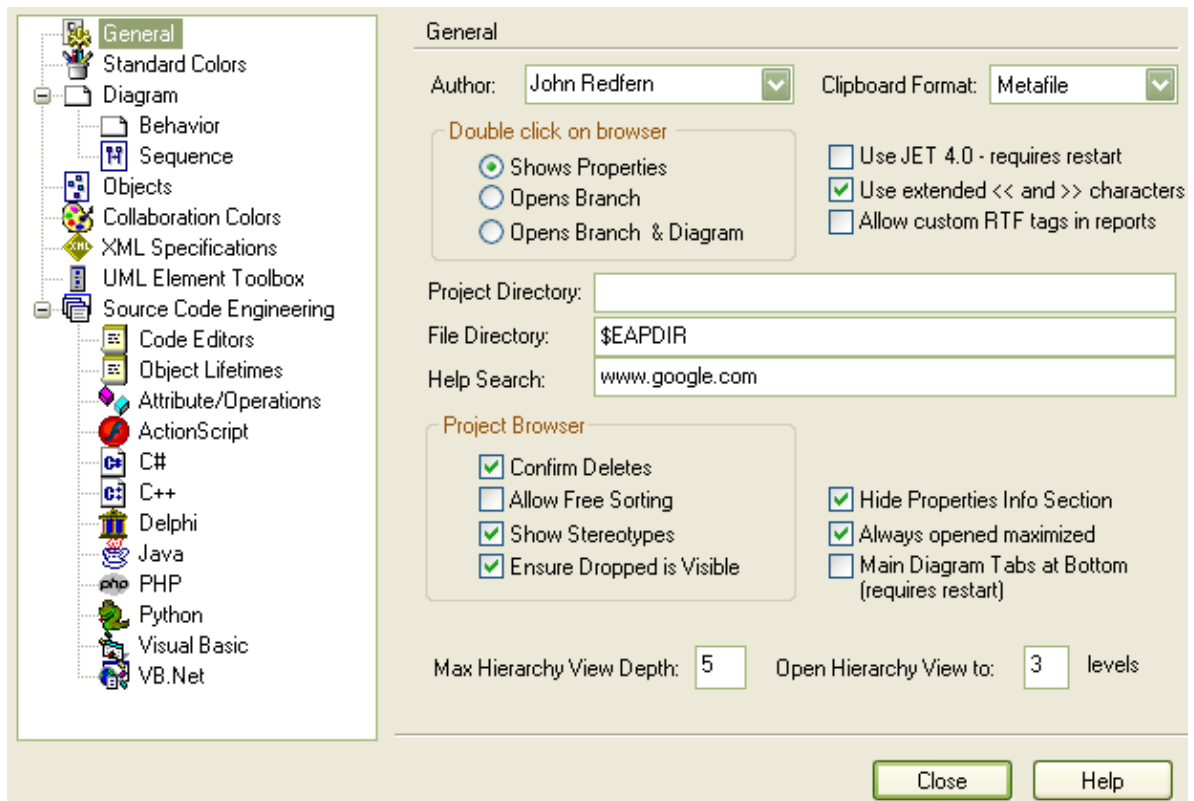 General
Standard Colors
Diagram
Behavior
Sequence
Objects
Collaboration Colors
XML Specifications
UML Element Toolbox
Source Code Engineering
Code Editors
Object Lifetimes
Attribute/Operations
ActionScript
C#
C++
Delphi
Java
php PHP
Python
Visual Basic
VB.Net
General
Author: John Redfern Clipboard Format: Metafile
Double click on browser
Shows Properties
Opens Branch
Opens Branch & Diagram
Use JET 4.0 - requires restart
Use extended << and >> characters
Allow custom RTF tags in reports
Project Directory:
File Directory: $EAPDIR
Help Search: www.google.com
Project Browser
Confirm Deletes
Allow Free Sorting
Show Stereotypes
Ensure Dropped is Visible
Hide Properties Info Section
Always opened maximized
Main Diagram Tabs at Bottom
(requires restart)
Max Hierarchy View Depth: 5 Open Hierarchy View to: 3 levels
Close Help